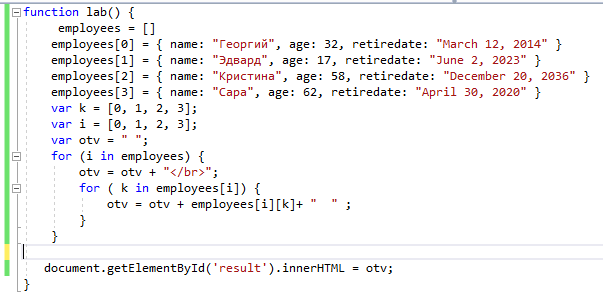 function lab() {
employees = []
employees[0] = { name: "Георгий", age: 32, retiredate: "March 12, 2014" }
employees[1] = { name: "Эдвард", age: 17, retiredate: "June 2, 2023" }
employees[2] = { name: "Кристина", age: 58, retiredate: "December 20, 2036" }
employees[3] = { name: "Сара", age: 62, retiredate: "April 30, 2020" }
var k = [0, 1, 2, 3];
var i = [0, 1, 2, 3];
var otv = " ";
for (i in employees) {
otv = otv + "</br>";
for ( k in employees[i]) {
otv = otv + employees[i][k]+ "  " ;
}
}
document.getElementById('result').innerHTML = otv;
}